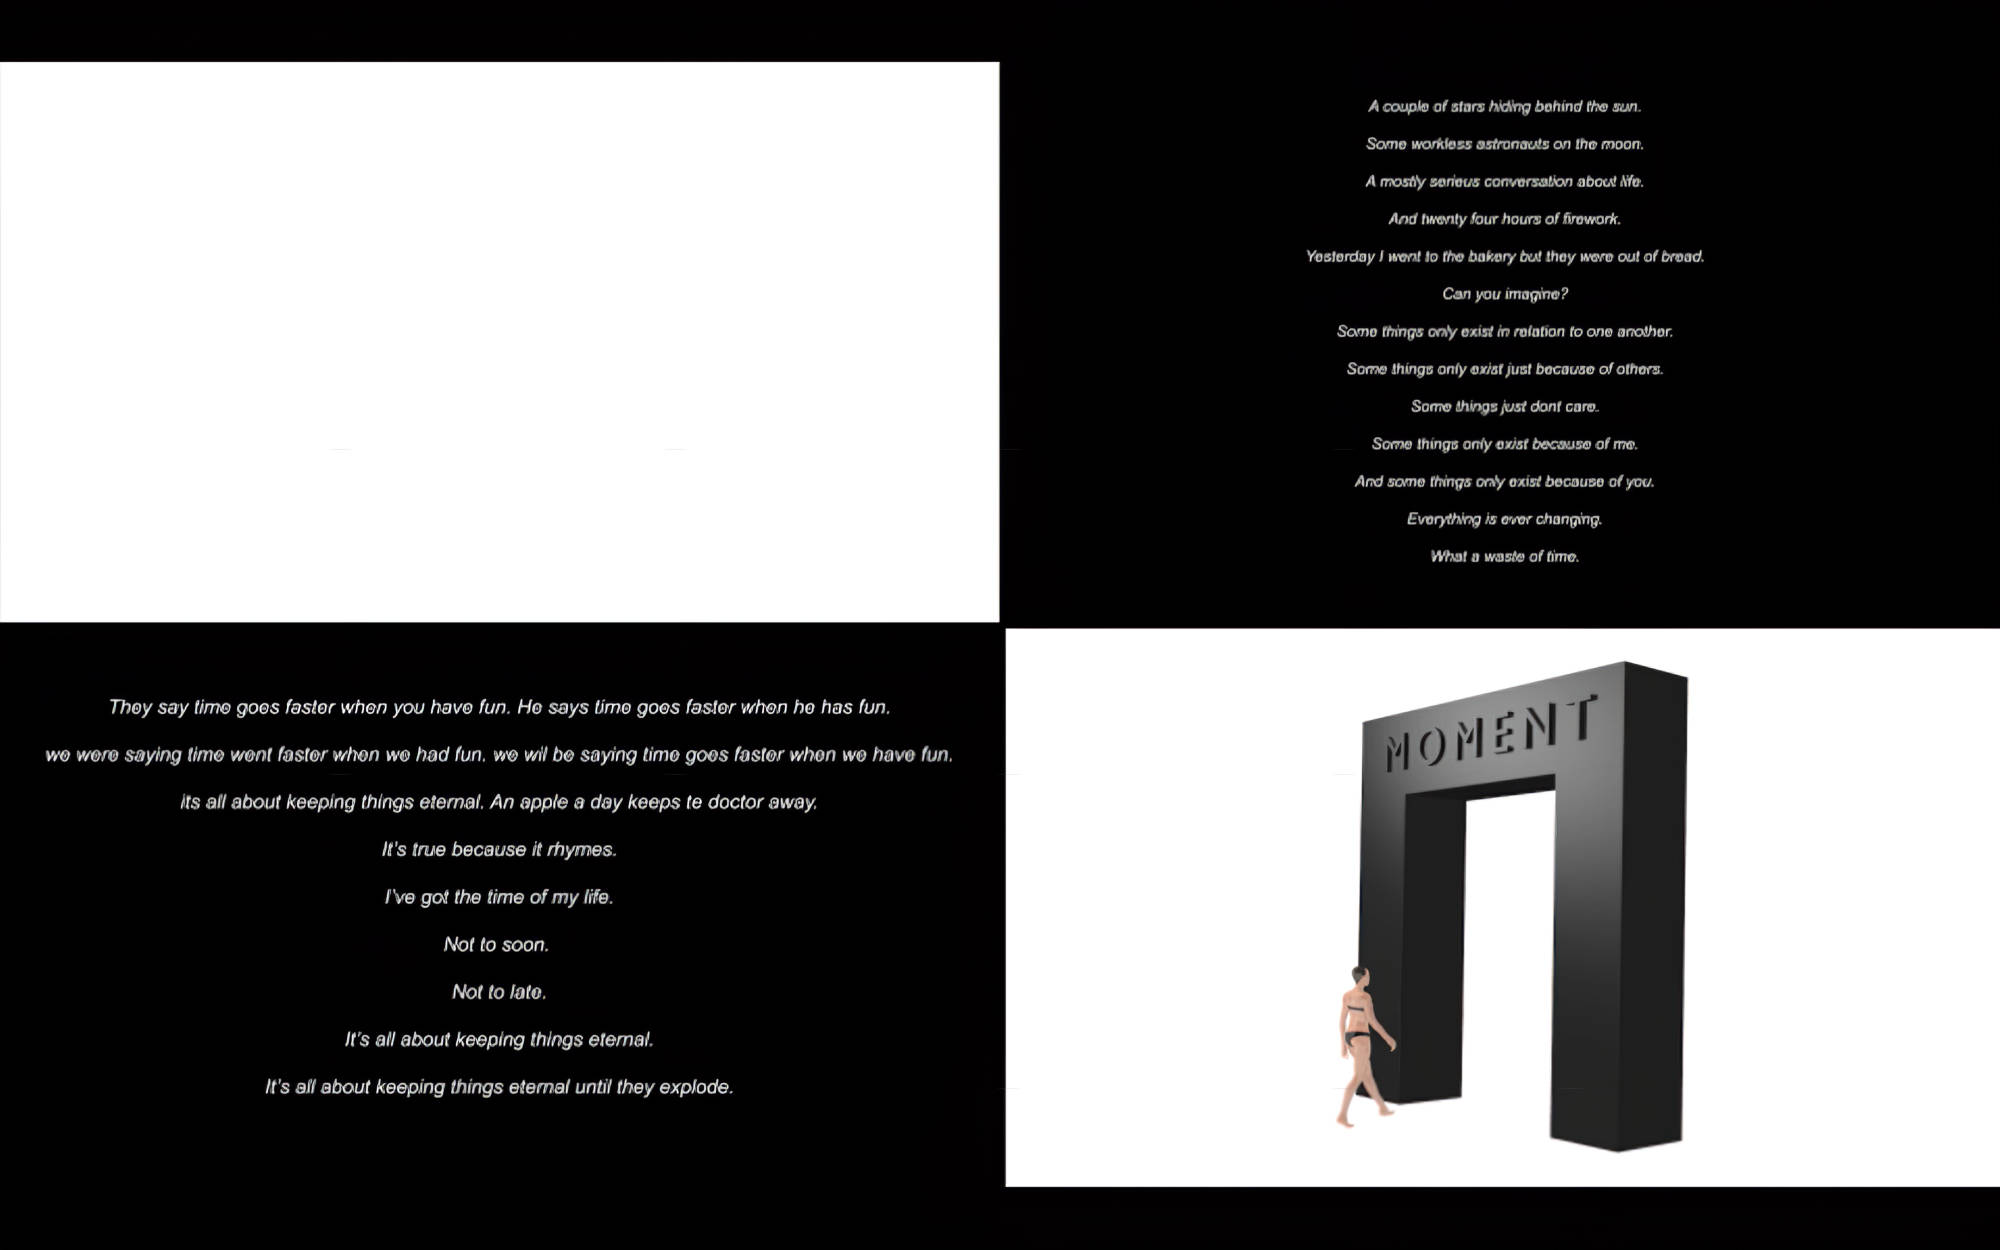 A couple of stars hiding behind the sun.
Some workless astronauts on the moon.
A mostly serieus conversation about life.
And twenty four hours of firework.
Yesterday I went to the bakery but they were out of bread.
Can you imagine?
Some things only exist in relation to one another.
Some things only exist just because of others.
Some things just dont care.
Some things only exist because of me.
And some things only exist because of you.
Everything is ever changing.
What a waste of time.
They say time goes faster when you have fun. He says time goes faster when he has fun.
we were saying time went faster when we had fun. we wil be saying time goes faster when we have fun.
its all about keeping things eternal. An apple a day keeps te doctor away.
It's true because it rhymes.
I've got the time of my life.
Not to soon.
Not to late.
It's all about keeping things eternal.
It's all about keeping things eternal until they explode.
MOMENT